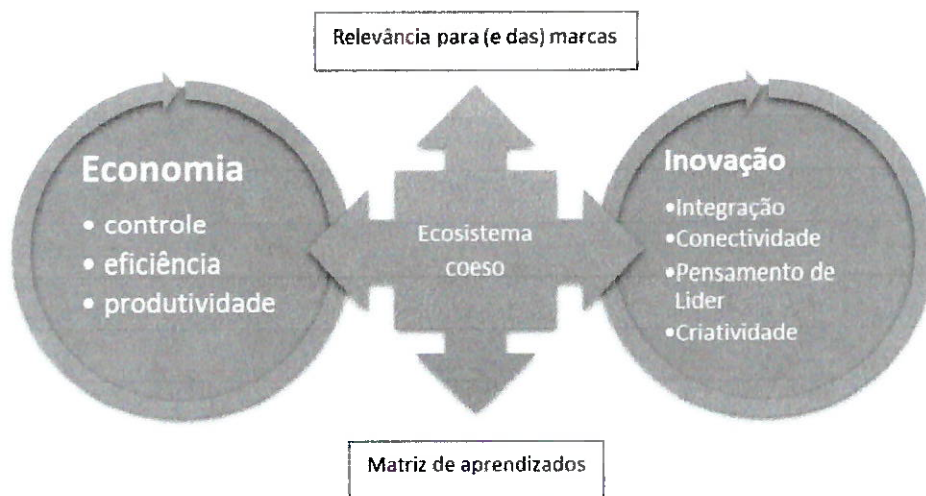 Relevância para (e das) marcas
Economia
• controle
• eficiência
• produtividade
Ecosistema
coeso
Inovação
•Integração
•Conectividade
•Pensamento de
Lider
•Criatividade
Matriz de aprendizados